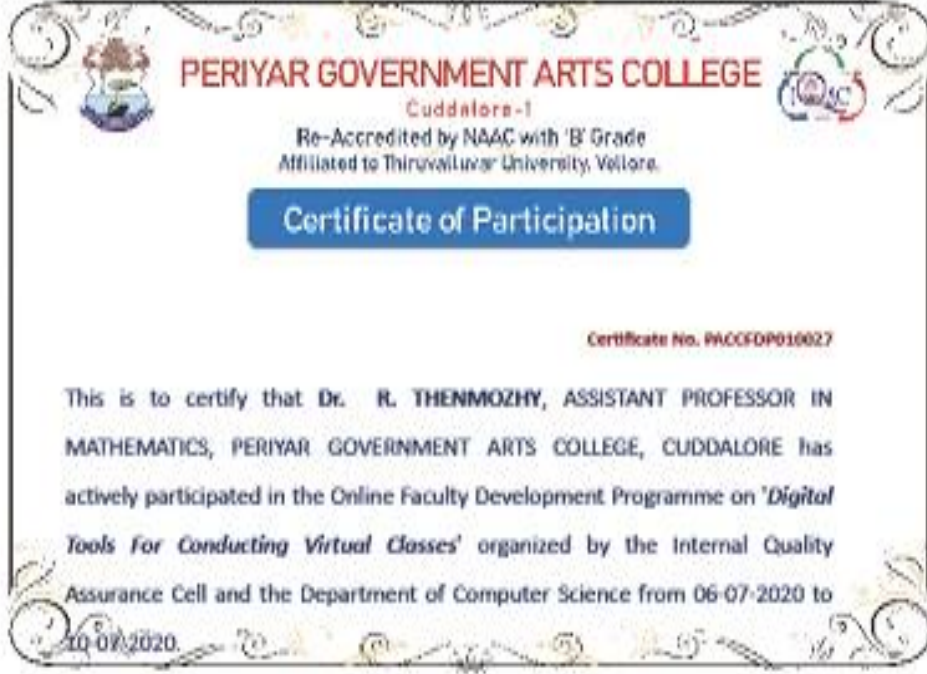 PERIYAR GOVERNMENT ARTS COLLEGE
Cuddalore-1
Re-Accredited by NAAC with 'B' Grade
Affiliated to Thiruvalluvar University, Vellore.
Certificate of Participation
Certificate No. PACCFDP010027
This is to certify that Dr. R. THENMOZHY, ASSISTANT PROFESSOR IN
MATHEMATICS, PERIYAR GOVERNMENT ARTS COLLEGE, CUDDALORE has
actively participated in the Online Faculty Development Programme on 'Digital
Tools For Conducting Virtual Classes' organized by the Internal Quality
Assurance Cell and the Department of Computer Science from 06-07-2020 to
10-07-2020.